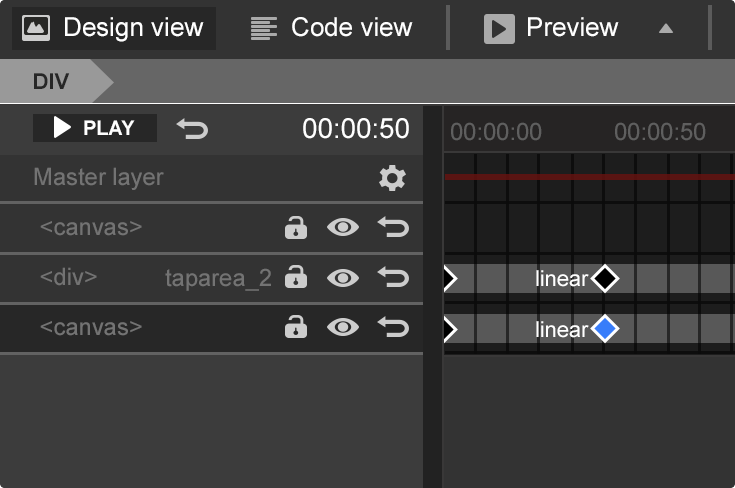 Design view Code view Preview
DIV
PLAY 00:00:50 00:00:00 00:00:50
Master layer
<canvas>
<div> taparea_2 linear
<canvas> linear